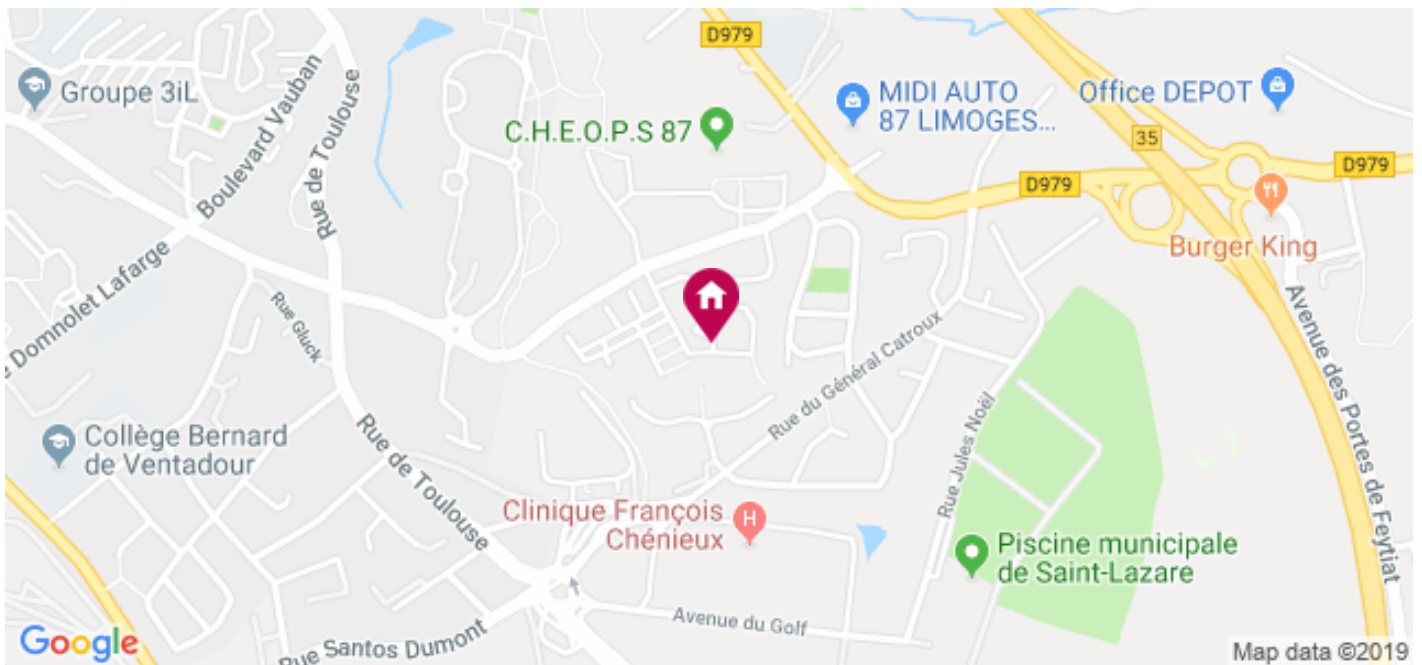 D979
Groupe 3iL
MIDI AUTO
87 LIMOGES...
Office DEPOT
C.H.E.O.P.S 87
35
Boulevard Vauban
Rue de Toulouse
D979
D979
Burger King
Domnolet Lafarge
Rue Gluck
Avenue des Portes de Feytiat
Rue du Général Catroux
Rue Jules Noël
Collège Bernard
de Ventadour
Rue de Toulouse
Clinique François
Chénieux
H
Piscine municipale
de Saint-Lazare
Avenue du Golf
Rue Santos Dumont
Google
Map data ©2019